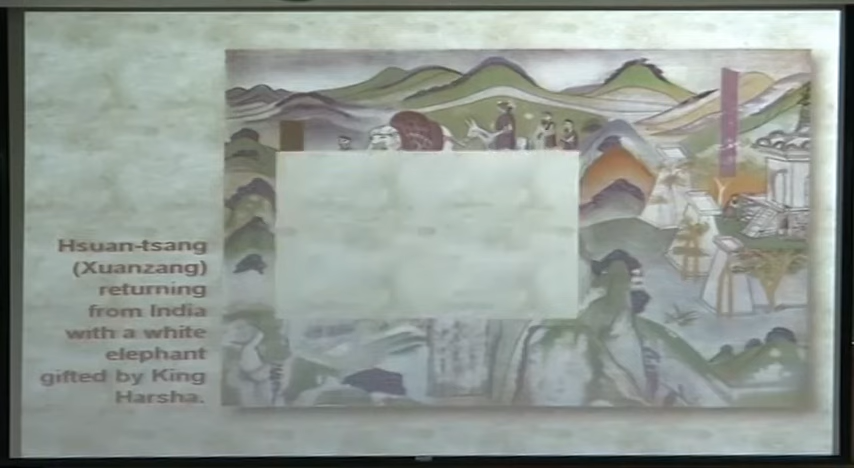 Hsuan-tsang
(Xuanzang)
returning
from India
with a white
elephant
gifted by King
Harsha.